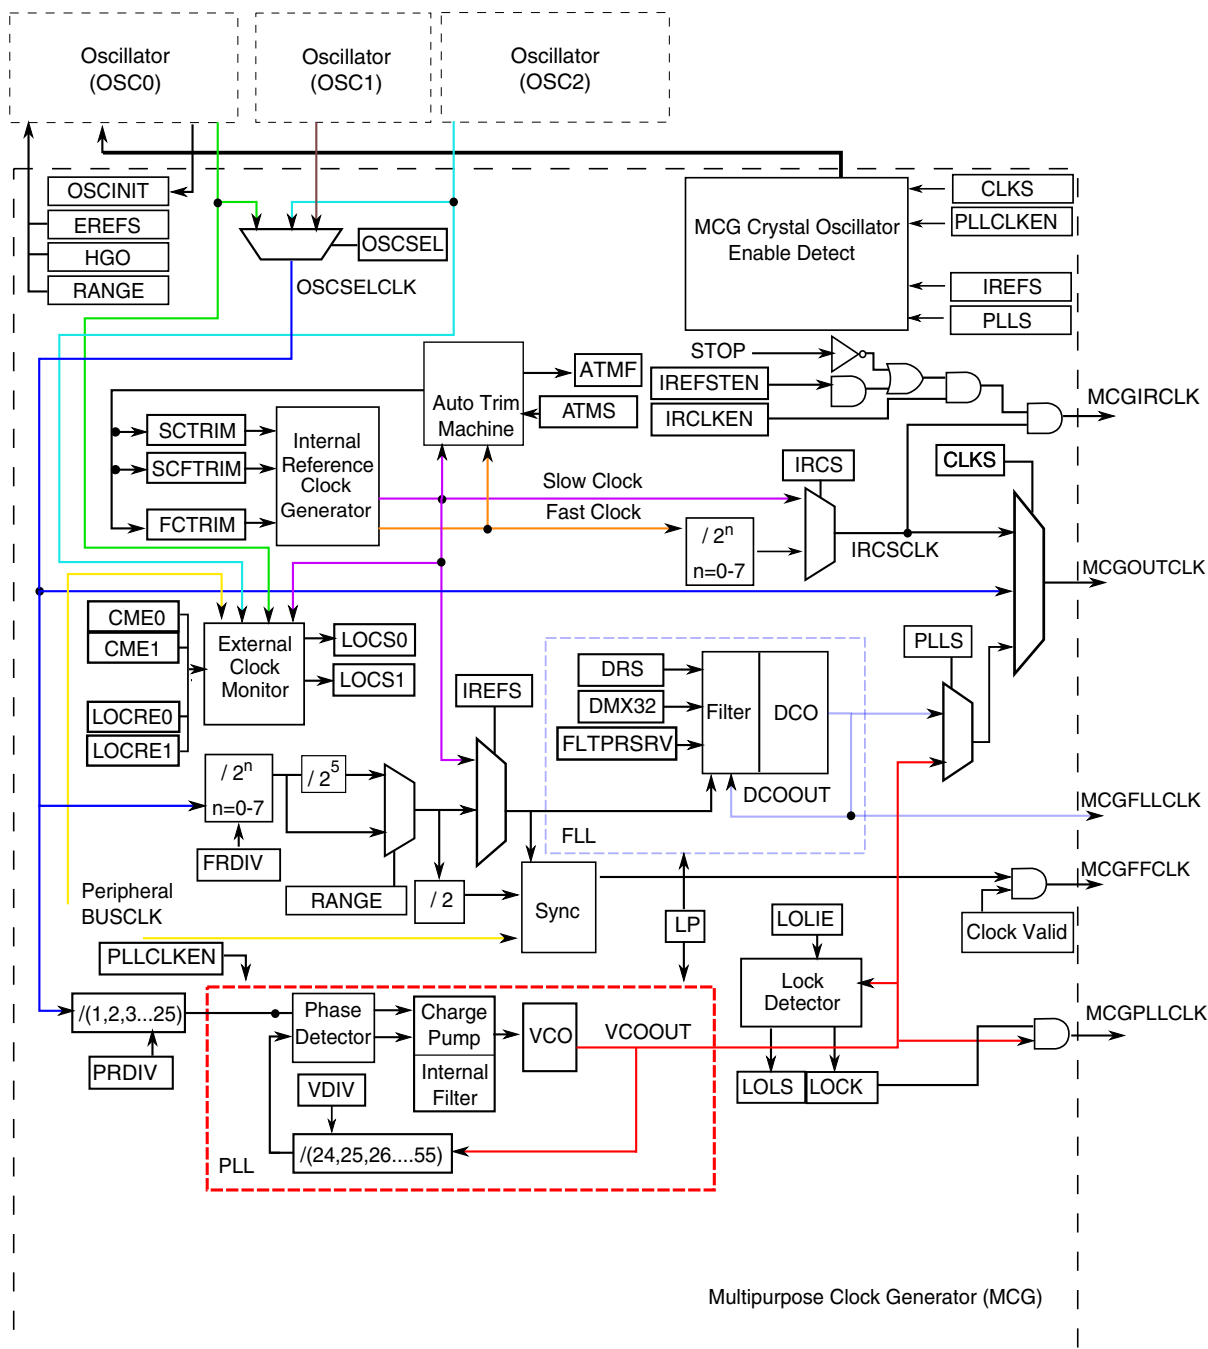 Oscillator
(OSC0)
Oscillator
(OSC1)
Oscillator
(OSC2)
OSCINIT
EREFS
HGO
RANGE
OSCSEL
OSCSELCLK
MCG Crystal Oscillator
Enable Detect
CLKS
PLLCLKEN
IREFS
PLLS
STOP
IREFSTEN
IRCLKEN
MCGIRCLK
Auto Trim
Machine
ATMF
ATMS
SCTRIM
SCFTRIM
FCTRIM
Internal
Reference
Clock
Generator
Slow Clock
Fast Clock
IRCS
CLKS
/ 2n
n=0-7
IRCSCLK
MCGOUTCLK
CME0
CME1
LOCRE0
LOCRE1
External
Clock
Monitor
LOCS0
LOCS1
IREFS
DRS
DMX32
FLTPRSRV
Filter
DCO
PLLS
DCOOUT
FLL
MCGFLLCLK
/ 2n
n=0-7
/ 25
FRDIV
RANGE
/ 2
Sync
MCGFFCLK
Clock Valid
Peripheral
BUSCLK
PLLCLKEN
LP
LOLIE
Lock
Detector
LOLS
LOCK
MCGPLLCLK
/(1,2,3...25)
PRDIV
Phase
Detector
Charge
Pump
Internal
Filter
VCO
VCOOUT
VDIV
/(24,25,26....55)
PLL
Multipurpose Clock Generator (MCG)